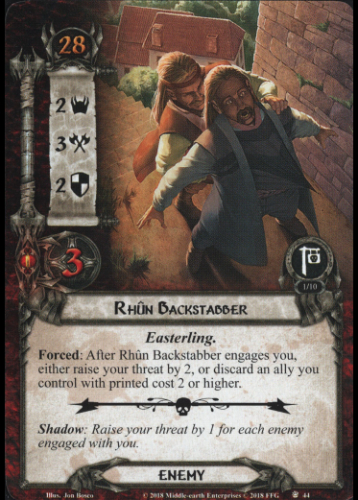 28
2
3
2
3
1/10
Rhûn Backstabber
Easterling.
Forced: After Rhûn Backstabber engages you,
either raise your threat by 2, or discard an ally you
control with printed cost 2 or higher.
Shadow: Raise your threat by 1 for each enemy
engaged with you.
ENEMY
Illus. Jon Bosco © 2018 Middle-earth Enterprises © 2018 FFG 44